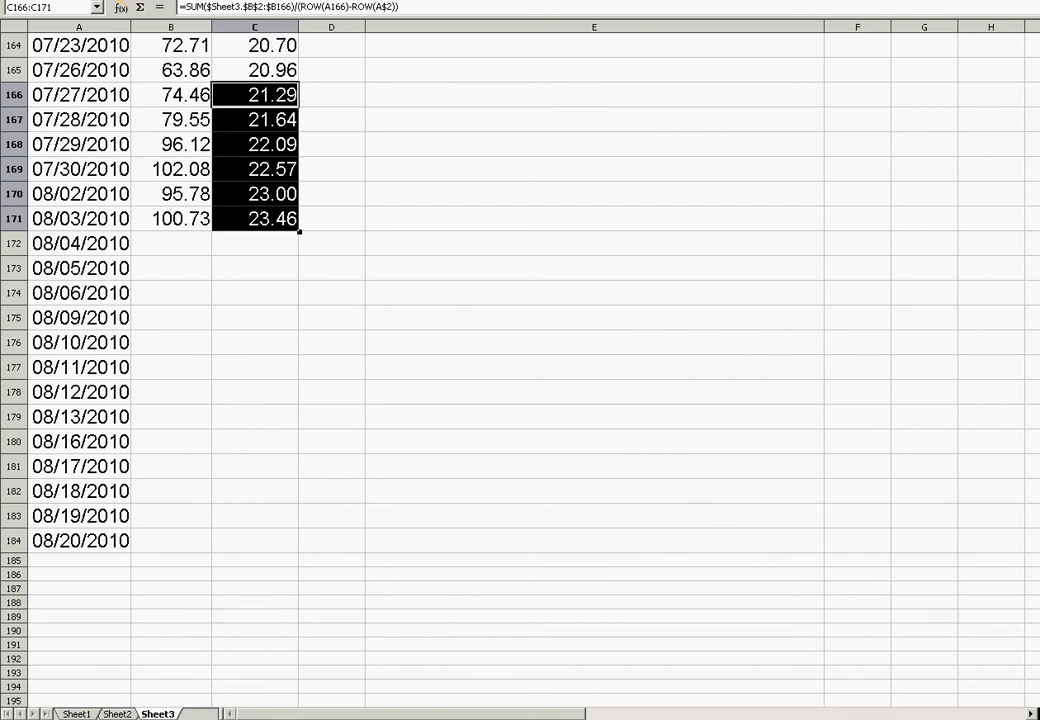 C166:C171 f(x) Σ = =SUM($Sheet3.$B$2:$B166)/(ROW(A166)-ROW(A$2))
A B C D E F G H
164 07/23/2010 72.71 20.70
165 07/26/2010 63.86 20.96
166 07/27/2010 74.46 21.29
167 07/28/2010 79.55 21.64
168 07/29/2010 96.12 22.09
169 07/30/2010 102.08 22.57
170 08/02/2010 95.78 23.00
171 08/03/2010 100.73 23.46
172 08/04/2010
173 08/05/2010
174 08/06/2010
175 08/09/2010
176 08/10/2010
177 08/11/2010
178 08/12/2010
179 08/13/2010
180 08/16/2010
181 08/17/2010
182 08/18/2010
183 08/19/2010
184 08/20/2010
185
186
187
188
189
190
191
192
193
194
195
Sheet1 Sheet2 Sheet3